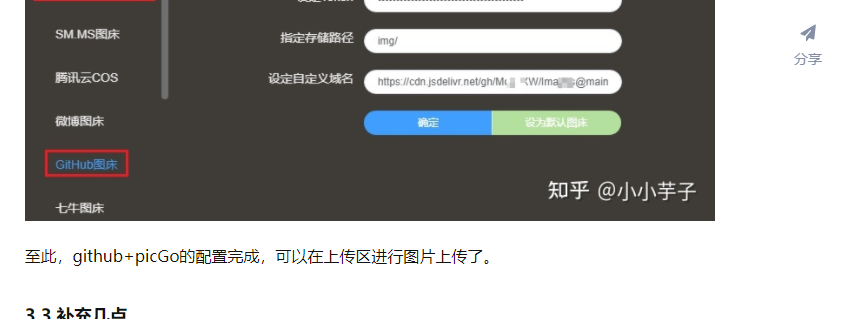 SM.MS图床
指定存储路径
img/
分享
腾讯云COS
设定自定义域名
https://cdn.jsdelivr.net/gh/M KW/Ima s@main
微博图床
确定
设为默认图床
GitHub图床
知乎 @小小芋子
七牛图床
至此，github+picGo的配置完成，可以在上传区进行图片上传了。
3.3 补充几点